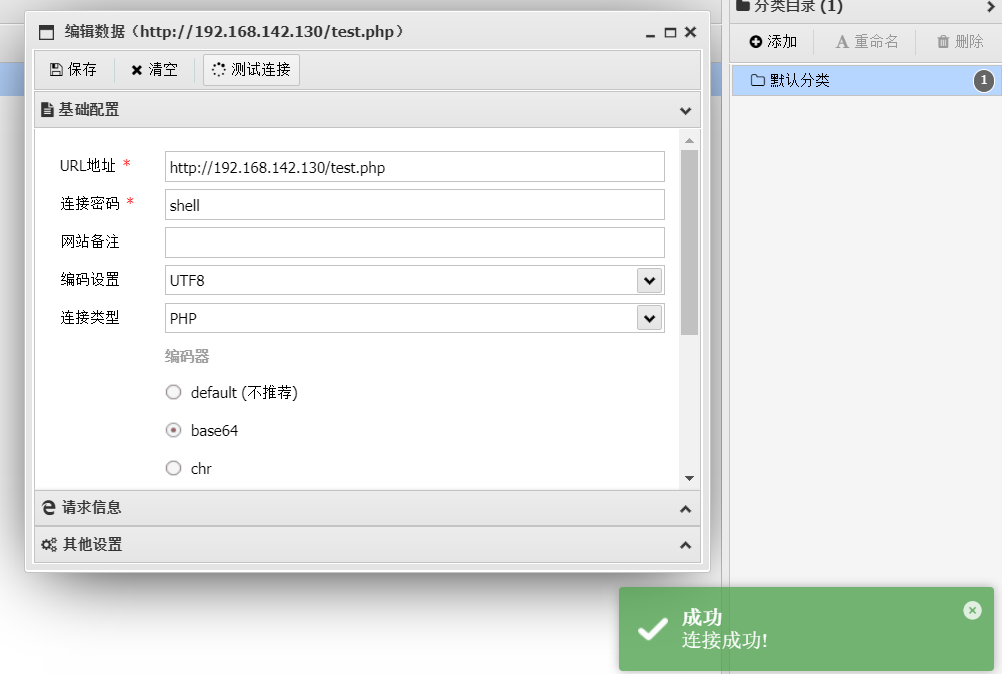 编辑数据（http://192.168.142.130/test.php）
保存 清空 测试连接
基础配置
URL地址 * http://192.168.142.130/test.php
连接密码 * shell
网站备注
编码设置 UTF8
连接类型 PHP
编码器
default (不推荐)
base64
chr
请求信息
其他设置
分类目录 (1)
添加 重命名 删除
默认分类 1
成功
连接成功!